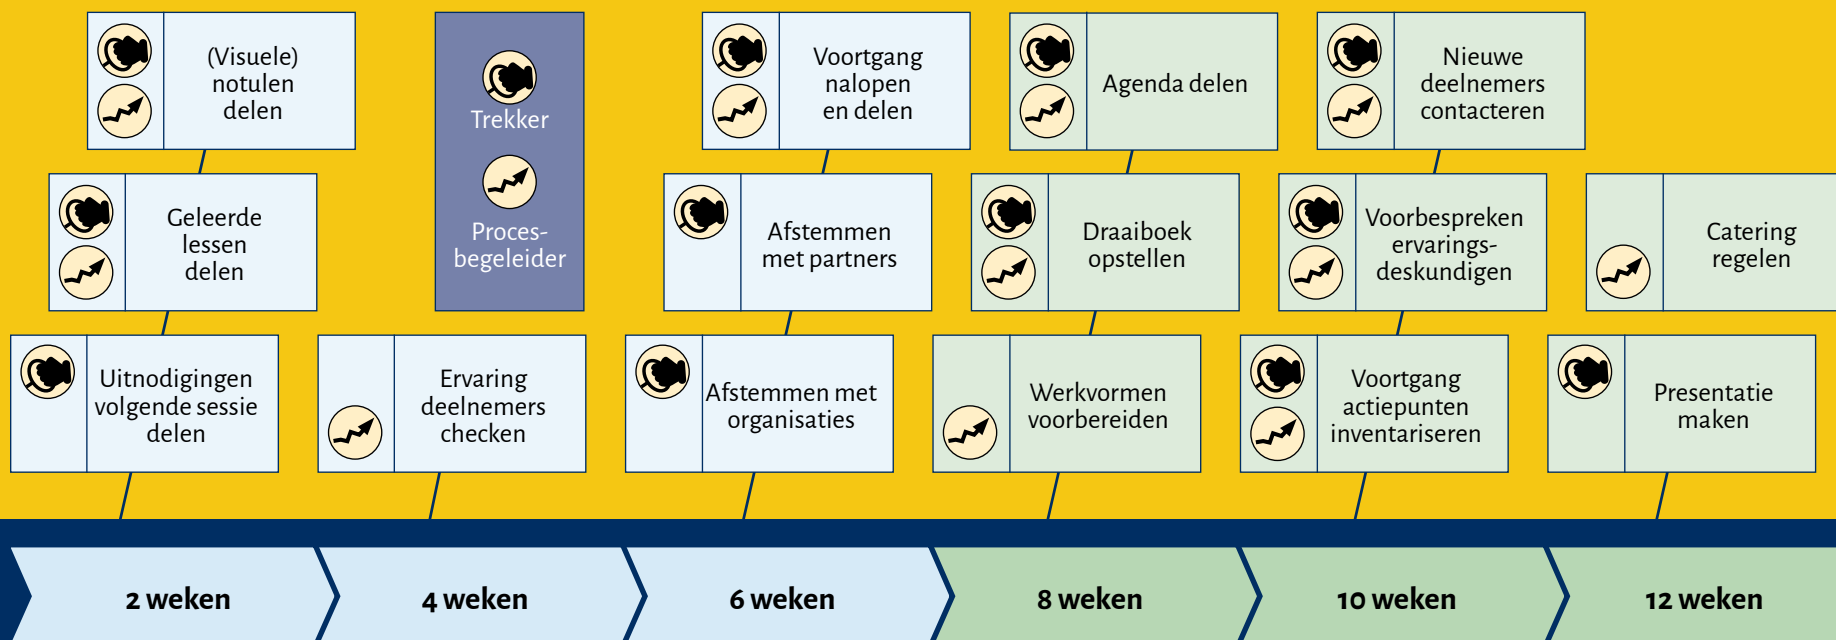 (Visuele)
notulen
delen
Trekker
Proces-
begeleider
Voortgang
nalopen
en delen
Agenda delen
Nieuwe
deelnemers
contacteren
Geleerde
lessen
delen
Afstemmen
met partners
Draaiboek
opstellen
Voorbespreken
ervarings-
deskundigen
Catering
regelen
Uitnodigingen
volgende sessie
delen
Ervaring
deelnemers
checken
Afstemmen met
organisaties
Werkvormen
voorbereiden
Voortgang
actiepunten
inventariseren
Presentatie
maken
2 weken
4 weken
6 weken
8 weken
10 weken
12 weken